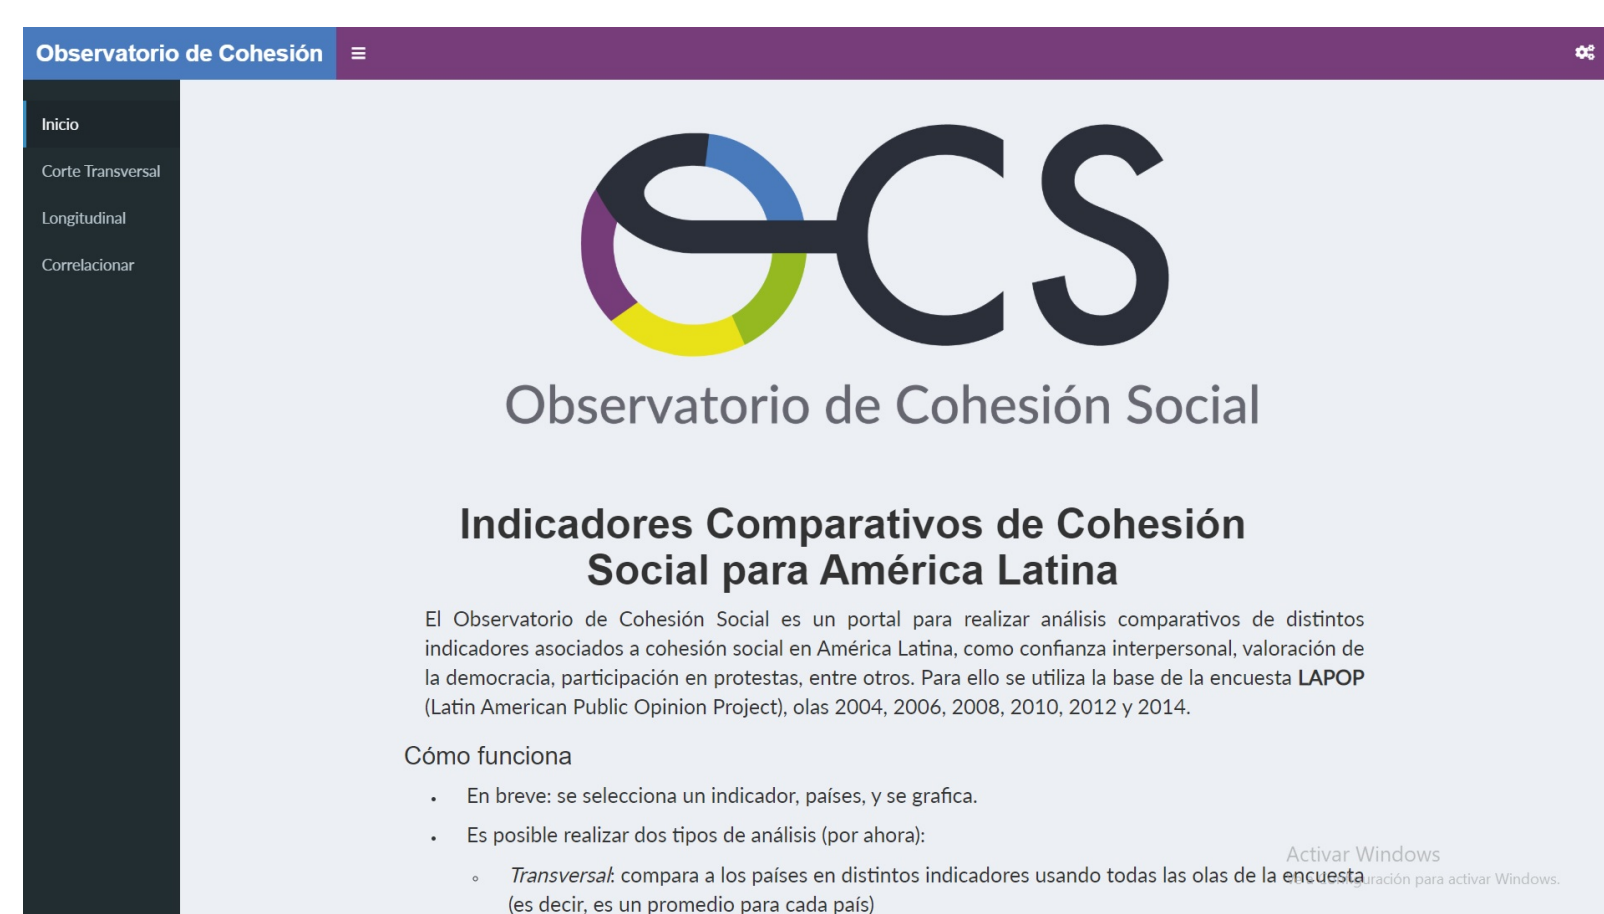 Observatorio de Cohesión
Inicio
Corte Transversal
Longitudinal
Correlacionar
OCS
Observatorio de Cohesión Social
Indicadores Comparativos de Cohesión
Social para América Latina
El Observatorio de Cohesión Social es un portal para realizar análisis comparativos de distintos
indicadores asociados a cohesión social en América Latina, como confianza interpersonal, valoración de
la democracia, participación en protestas, entre otros. Para ello se utiliza la base de la encuesta LAPOP
(Latin American Public Opinion Project), olas 2004, 2006, 2008, 2010, 2012 y 2014.
Cómo funciona
• En breve: se selecciona un indicador, países, y se grafica.
• Es posible realizar dos tipos de análisis (por ahora):
◦ Transversal: compara a los países en distintos indicadores usando todas las olas de la encuesta
(es decir, es un promedio para cada país)
Activar Windows
para activar Windows.